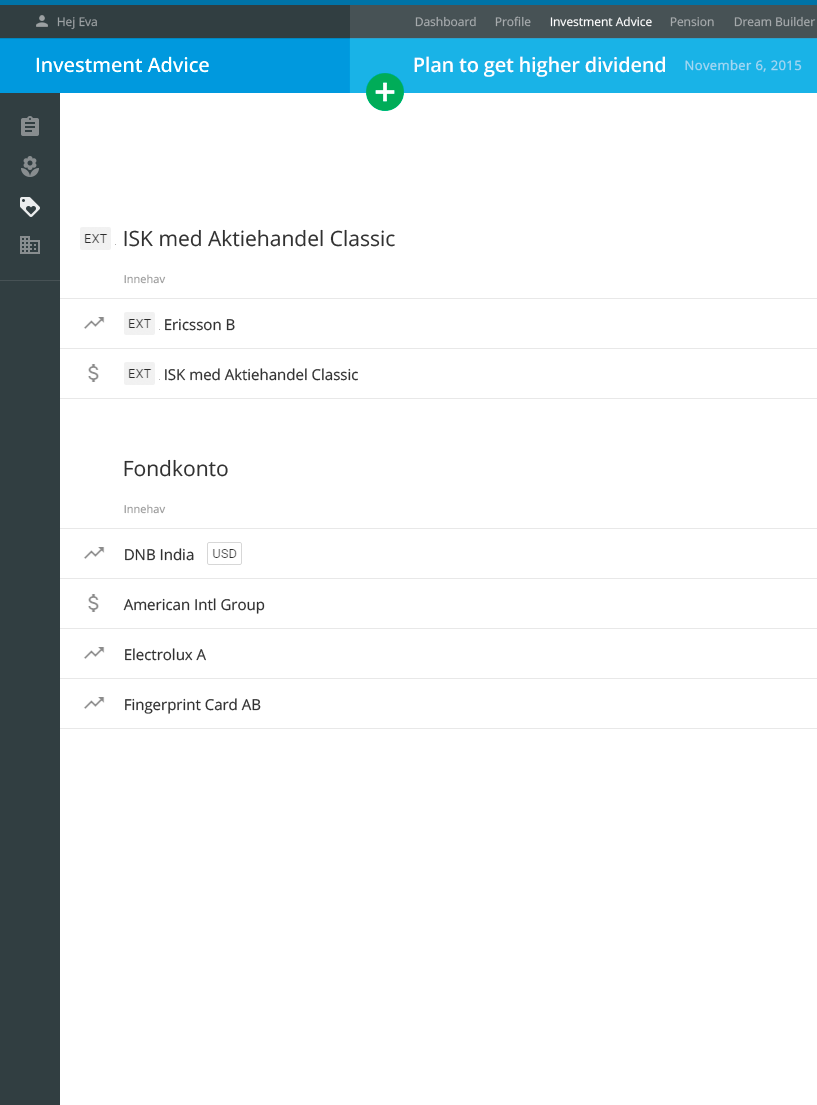 Hej Eva
Dashboard Profile Investment Advice Pension Dream Builder
Investment Advice
Plan to get higher dividend November 6, 2015
EXT ISK med Aktiehandel Classic
Innehav
EXT Ericsson B
EXT ISK med Aktiehandel Classic
Fondkonto
Innehav
DNB India USD
American Intl Group
Electrolux A
Fingerprint Card AB